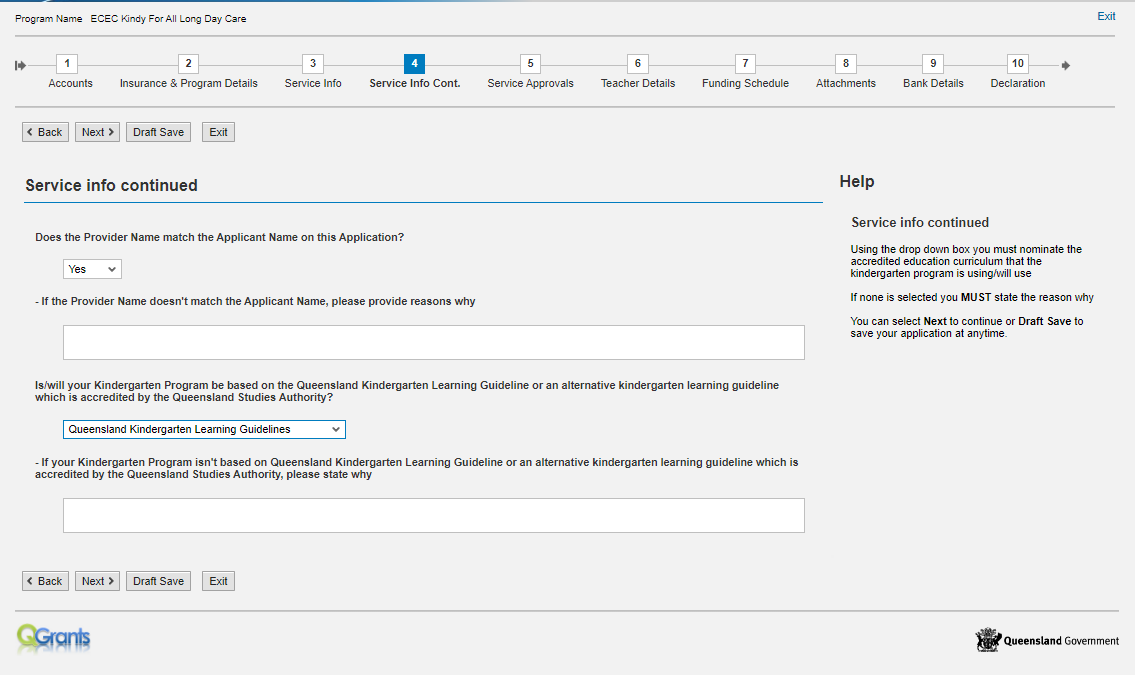 Program Name ECEC Kindy For All Long Day Care
Exit
1 2 3 4 5 6 7 8 9 10
Accounts Insurance & Program Details Service Info Service Info Cont. Service Approvals Teacher Details Funding Schedule Attachments Bank Details Declaration
Back Next Draft Save Exit
Service info continued
Does the Provider Name match the Applicant Name on this Application?
Yes
- If the Provider Name doesn't match the Applicant Name, please provide reasons why
Is/will your Kindergarten Program be based on the Queensland Kindergarten Learning Guideline or an alternative kindergarten learning guideline
which is accredited by the Queensland Studies Authority?
Queensland Kindergarten Learning Guidelines
- If your Kindergarten Program isn't based on Queensland Kindergarten Learning Guideline or an alternative kindergarten learning guideline which is
accredited by the Queensland Studies Authority, please state why
Help
Service info continued
Using the drop down box you must nominate the
accredited education curriculum that the
kindergarten program is using/will use
If none is selected you MUST state the reason why
You can select Next to continue or Draft Save to
save your application at anytime.
Back Next Draft Save Exit
QGrants
Queensland Government